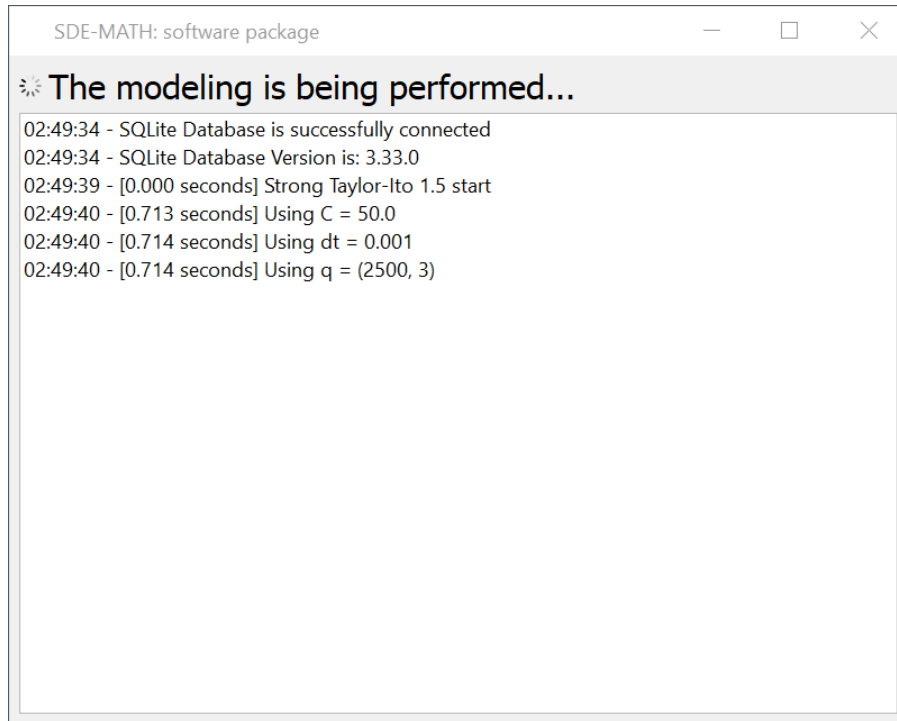 SDE-MATH: software package
The modeling is being performed...
02:49:34 - SQLite Database is successfully connected
02:49:34 - SQLite Database Version is: 3.33.0
02:49:39 - [0.000 seconds] Strong Taylor-Ito 1.5 start
02:49:40 - [0.713 seconds] Using C = 50.0
02:49:40 - [0.714 seconds] Using dt = 0.001
02:49:40 - [0.714 seconds] Using q = (2500, 3)